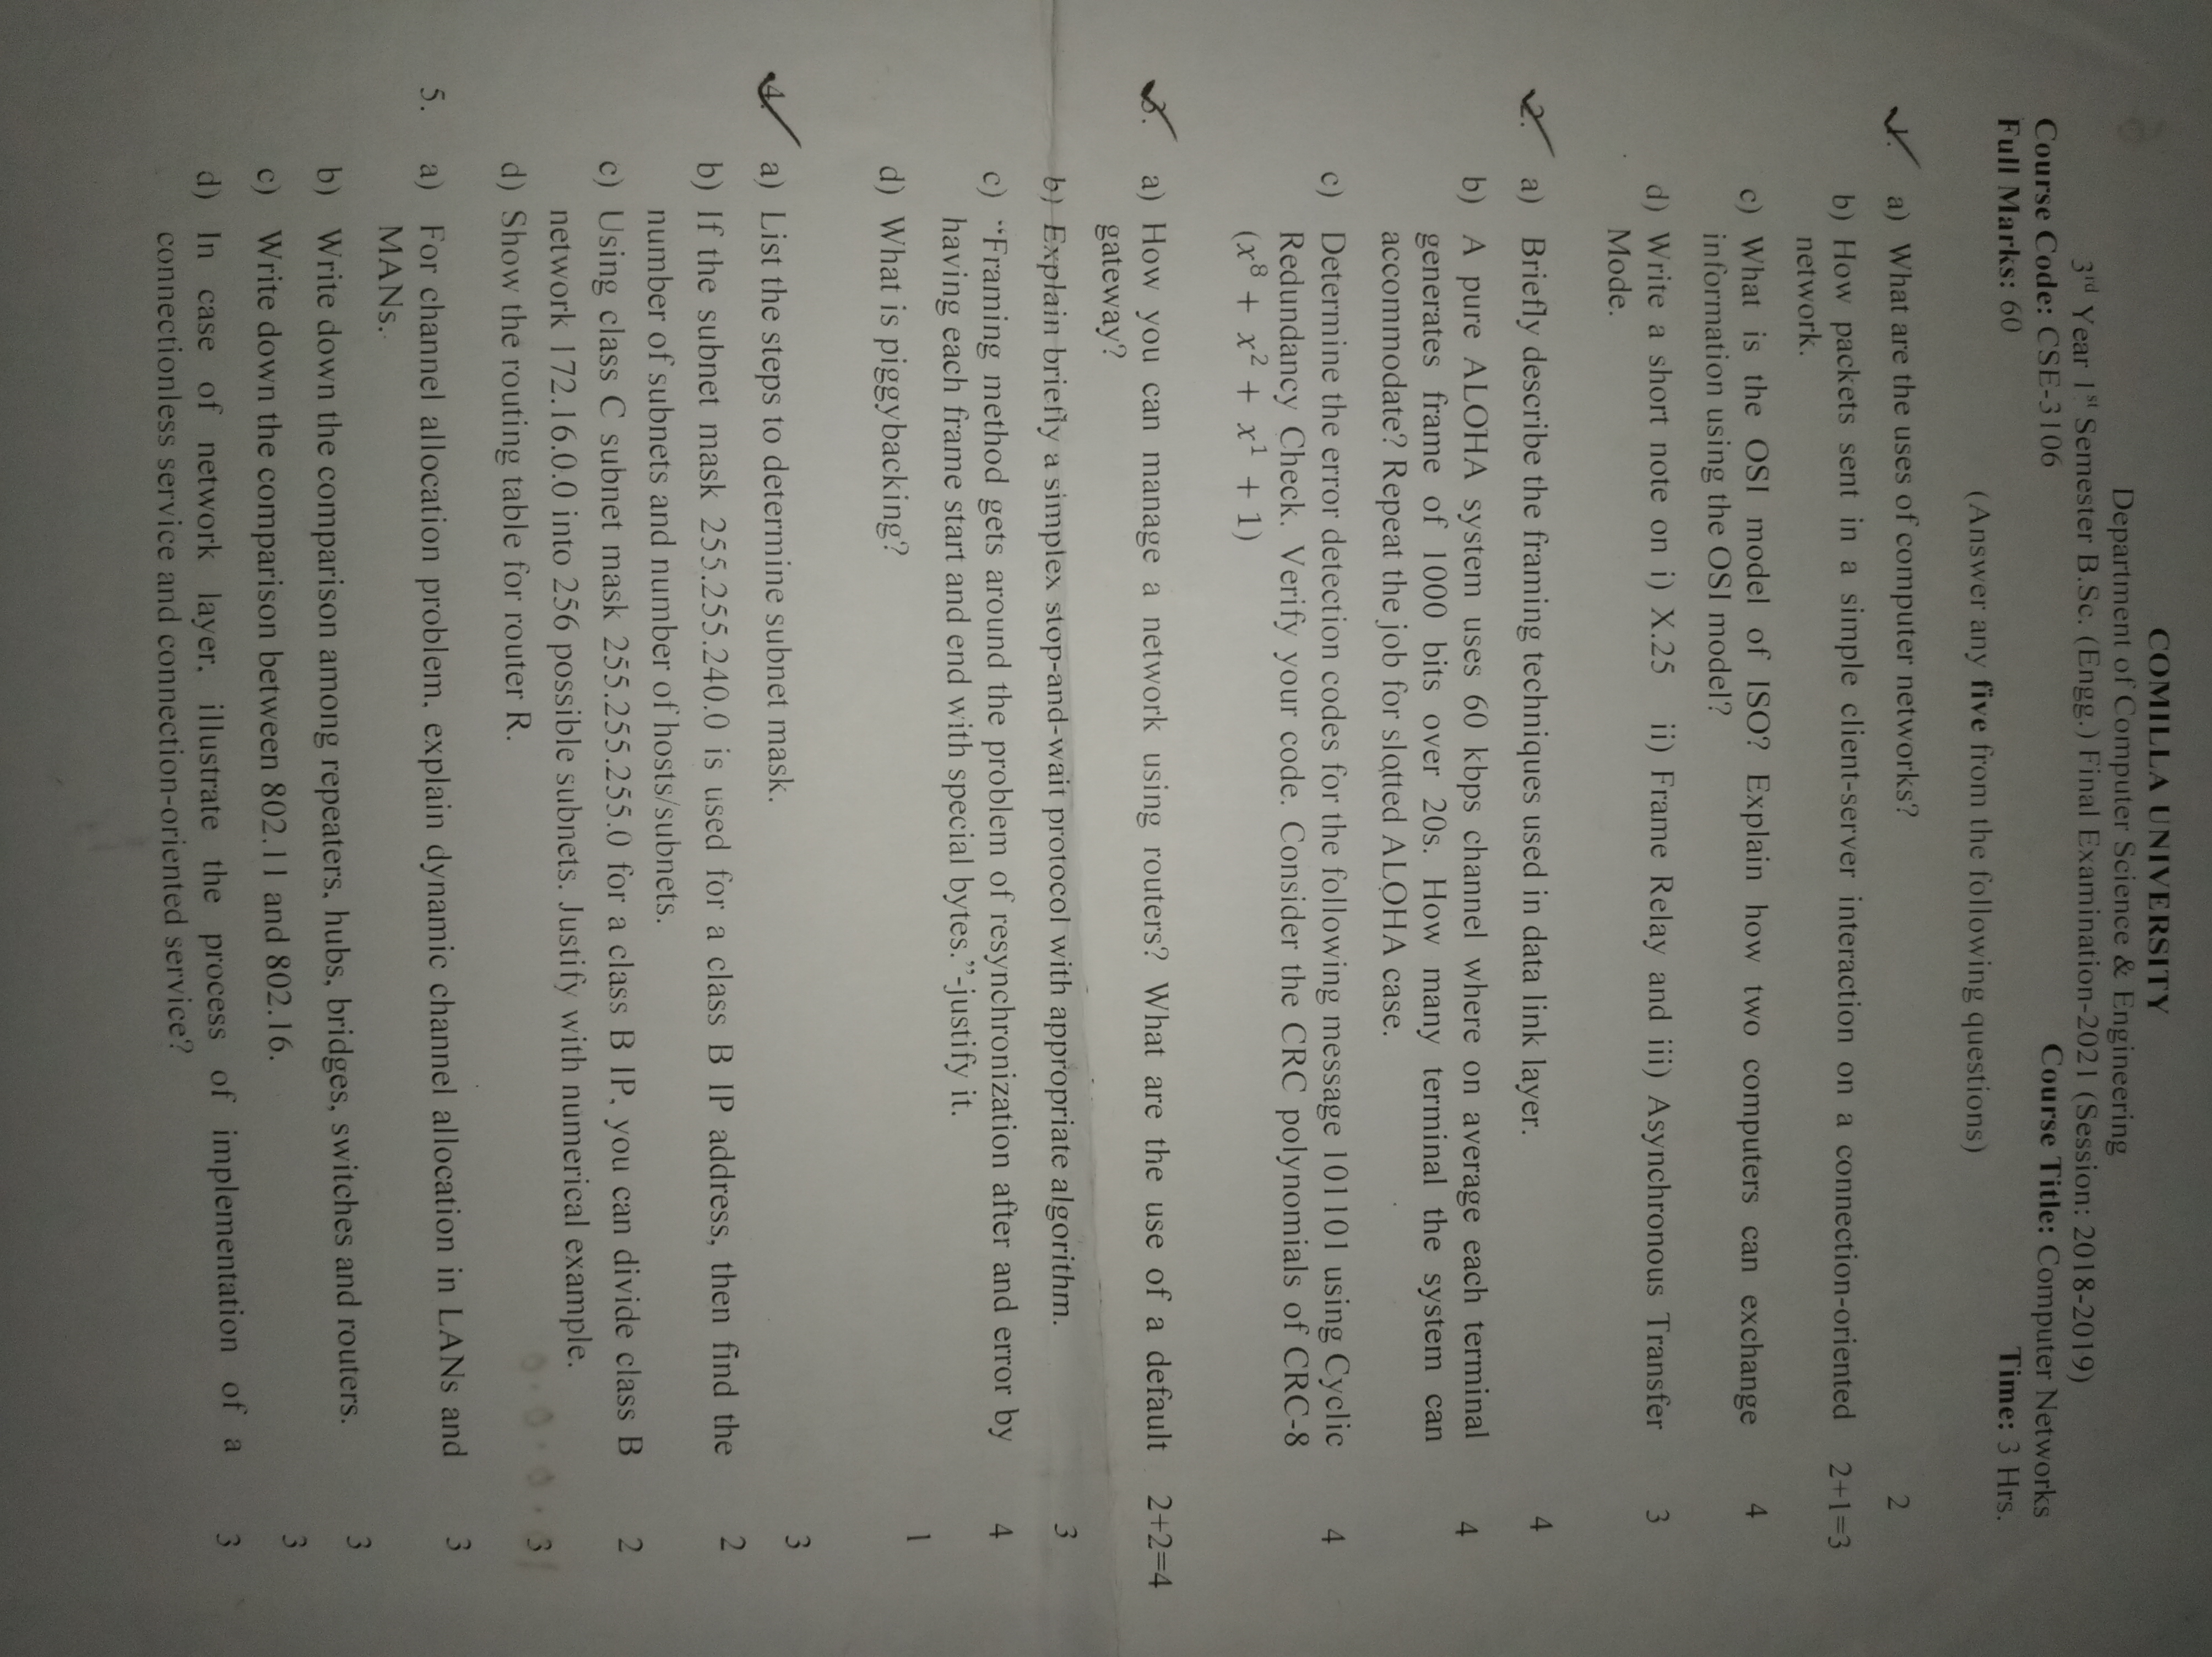 COMILLA UNIVERSITY
Department of Computer Science & Engineering
3rd Year 1st Semester B.Sc. (Engg.) Final Examination-2021 (Session: 2018-2019)
Course Code: CSE-3106 Course Title: Computer Networks
Full Marks: 60 Time: 3 Hrs.
(Answer any five from the following questions)
1. a) What are the uses of computer networks? 2
b) How packets sent in a simple client-server interaction on a connection-oriented 2+1=3
network.
c) What is the OSI model of ISO? Explain how two computers can exchange 4
information using the OSI model?
d) Write a short note on i) X.25 ii) Frame Relay and iii) Asynchronous Transfer 3
Mode.
2. a) Briefly describe the framing techniques used in data link layer. 4
b) A pure ALOHA system uses 60 kbps channel where on average each terminal 4
generates frame of 1000 bits over 20s. How many terminal the system can
accommodate? Repeat the job for slotted ALOHA case.
c) Determine the error detection codes for the following message 101101 using Cyclic 4
Redundancy Check. Verify your code. Consider the CRC polynomials of CRC-8
(x⁸ + x² + x¹ + 1)
3. a) How you can manage a network using routers? What are the use of a default 2+2=4
gateway?
b) Explain briefly a simplex stop-and-wait protocol with appropriate algorithm. 3
c) “Framing method gets around the problem of resynchronization after and error by 4
having each frame start and end with special bytes.”-justify it.
d) What is piggybacking? 1
4. a) List the steps to determine subnet mask. 3
b) If the subnet mask 255.255.240.0 is used for a class B IP address, then find the 2
number of subnets and number of hosts/subnets.
c) Using class C subnet mask 255.255.255.0 for a class B IP, you can divide class B 2
network 172.16.0.0 into 256 possible subnets. Justify with numerical example.
d) Show the routing table for router R. 3
5. a) For channel allocation problem, explain dynamic channel allocation in LANs and 3
MANs.
b) Write down the comparison among repeaters, hubs, bridges, switches and routers. 3
c) Write down the comparison between 802.11 and 802.16. 3
d) In case of network layer, illustrate the process of implementation of a 3
connectionless service and connection-oriented service?